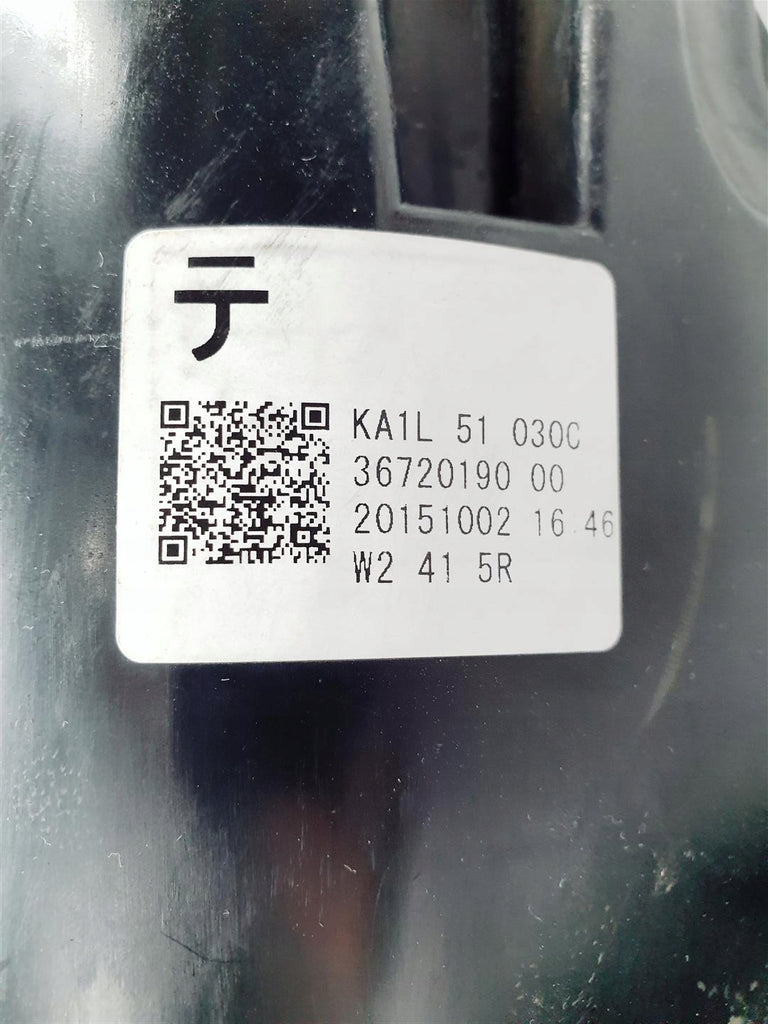 テ
KA1L 51 030C
36720190 00
20151002 16:46
W2 41 5R